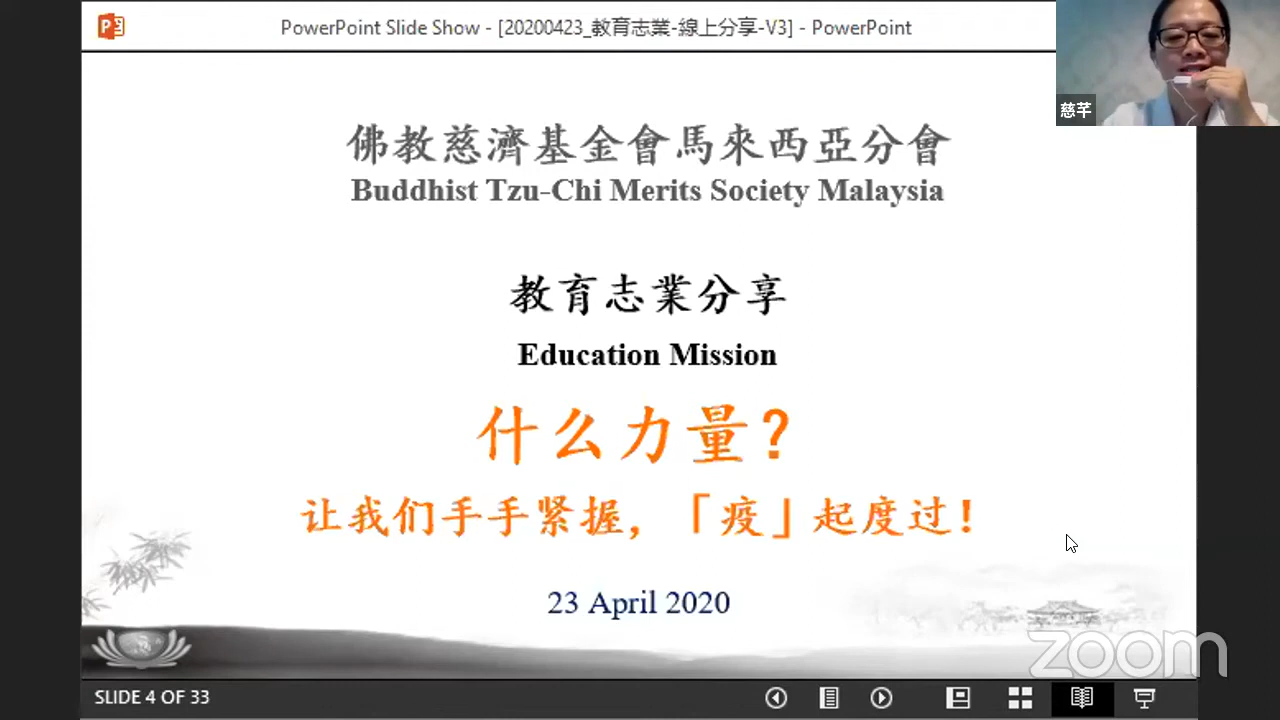 PowerPoint Slide Show - [20200423_教育志業-線上分享-V3] - PowerPoint
慈芊
佛教慈濟基金會馬來西亞分會
Buddhist Tzu-Chi Merits Society Malaysia
教育志業分享
Education Mission
什么力量?
让我们手手紧握，「疫」起度过!
23 April 2020
zoom
SLIDE 4 OF 33